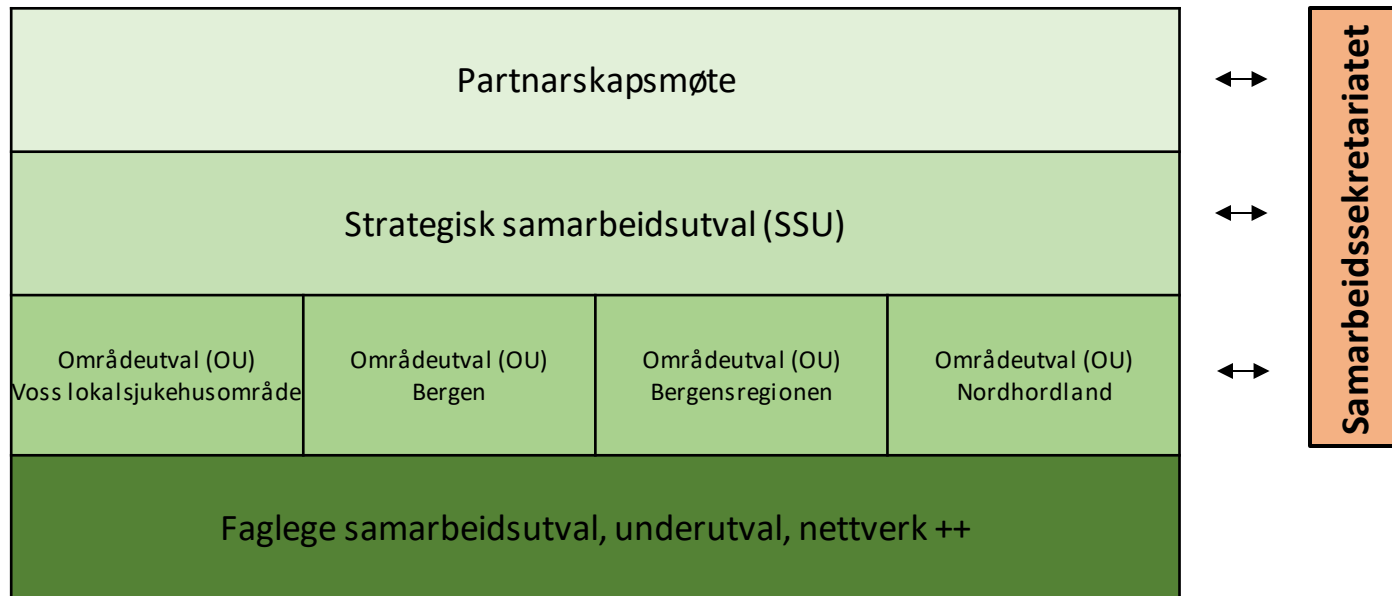 Partnarskapsmøte
Strategisk samarbeidsutval (SSU)
Områdeutval (OU)
Voss lokalsjukehusområde
Områdeutval (OU)
Bergen
Områdeutval (OU)
Bergensregionen
Områdeutval (OU)
Nordhordland
Faglege samarbeidsutval, underutval, nettverk ++
Samarbeidssekretariatet